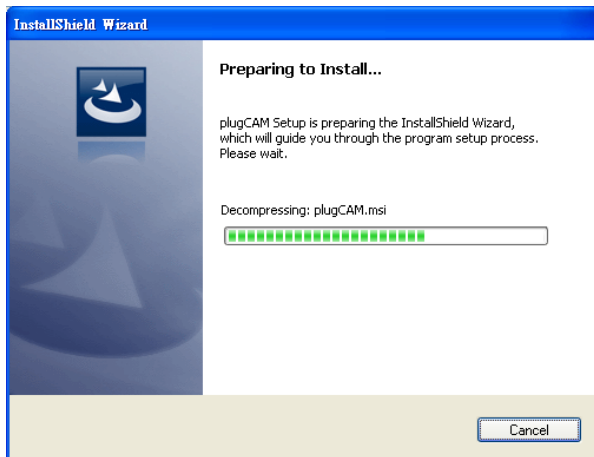 InstallShield Wizard
Preparing to Install...
plugCAM Setup is preparing the InstallShield Wizard,
which will guide you through the program setup process.
Please wait.
Decompressing: plugCAM.msi
Cancel